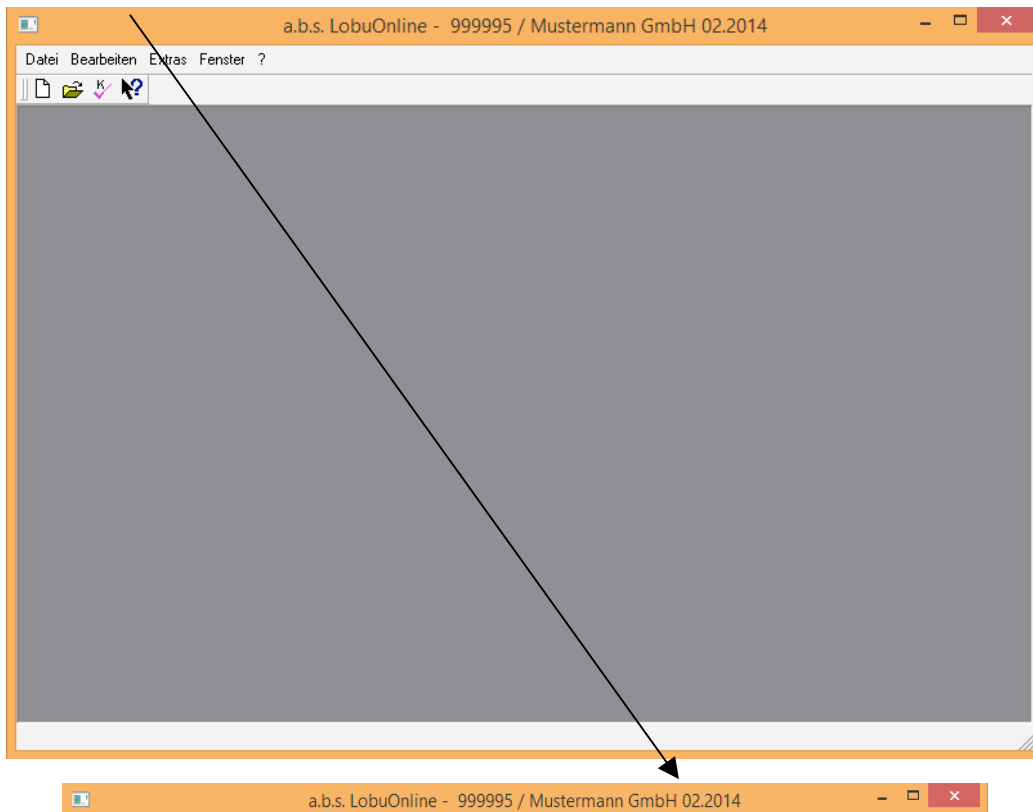 a.b.s. LobuOnline - 999995 / Mustermann GmbH 02.2014
Datei Bearbeiten Extras Fenster ?
K ?
a.b.s. LobuOnline - 999995 / Mustermann GmbH 02.2014